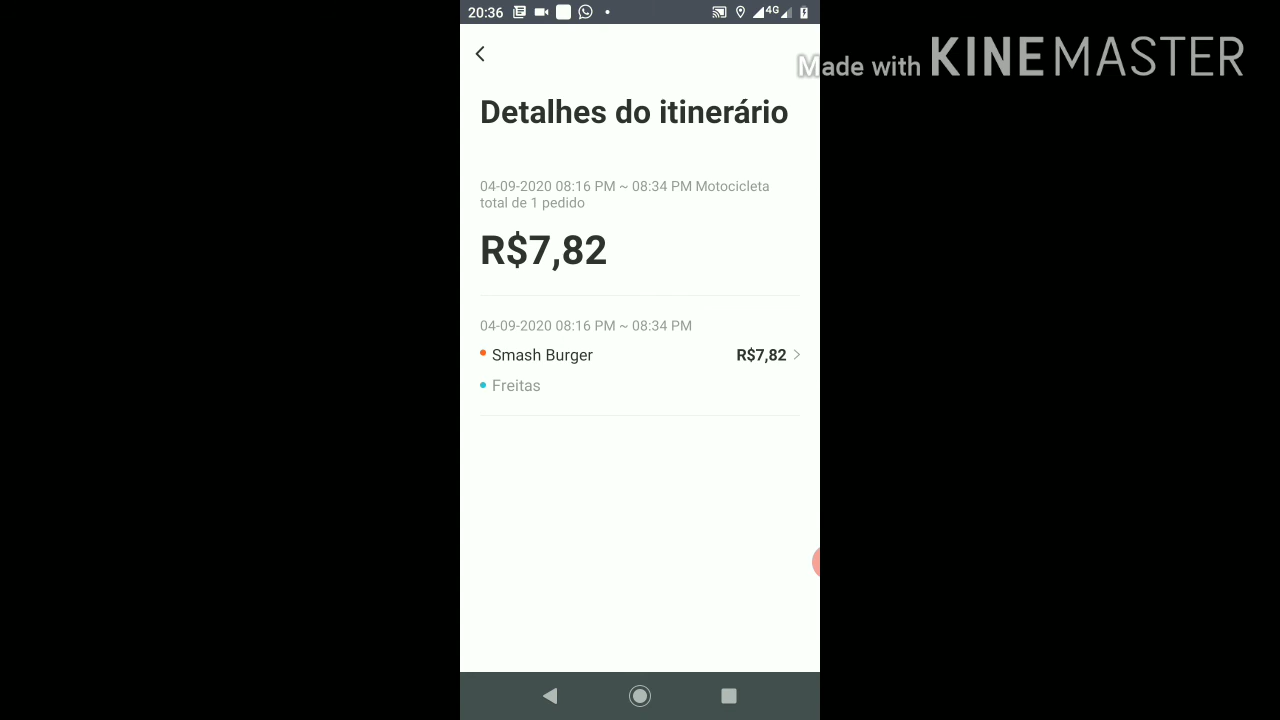 20:36
4G
Made with KINEMASTER
Detalhes do itinerário
04-09-2020 08:16 PM ~ 08:34 PM Motocicleta
total de 1 pedido
R$7,82
04-09-2020 08:16 PM ~ 08:34 PM
Smash Burger R$7,82
Freitas